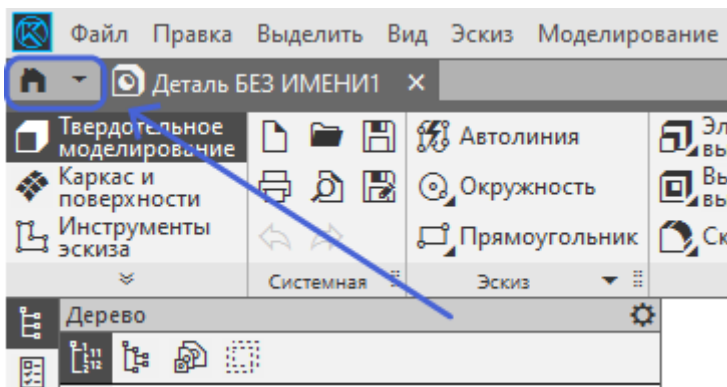 Файл Правка Выделить Вид Эскиз Моделирование
Деталь БЕЗ ИМЕНИ1
Твердотельное
моделирование
Автолиния
Каркас и
поверхности
Окружность
Инструменты
эскиза
Прямоугольник
Системная
Эскиз
Дерево